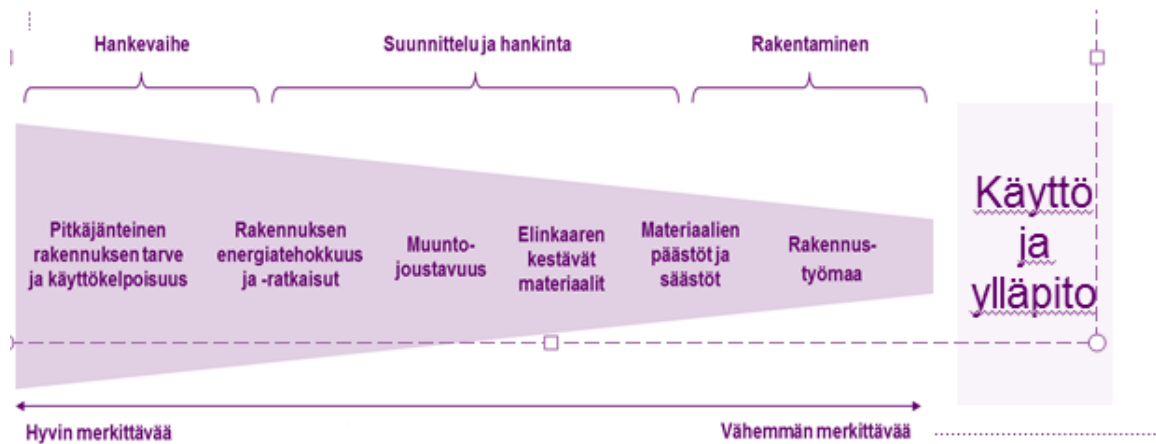 Hankevaihe
Suunnittelu ja hankinta
Rakentaminen
Pitkäjänteinen
rakennuksen tarve
ja käyttökelpoisuus
Rakennuksen
energiatehokkuus
ja -ratkaisut
Muunto-
joustavuus
Elinkaaren
kestävät
materiaalit
Materiaalien
päästöt ja
säästöt
Rakennus-
työmaa
Käyttö
ja
ylläpito
Hyvin merkittävää
Vähemmän merkittävää